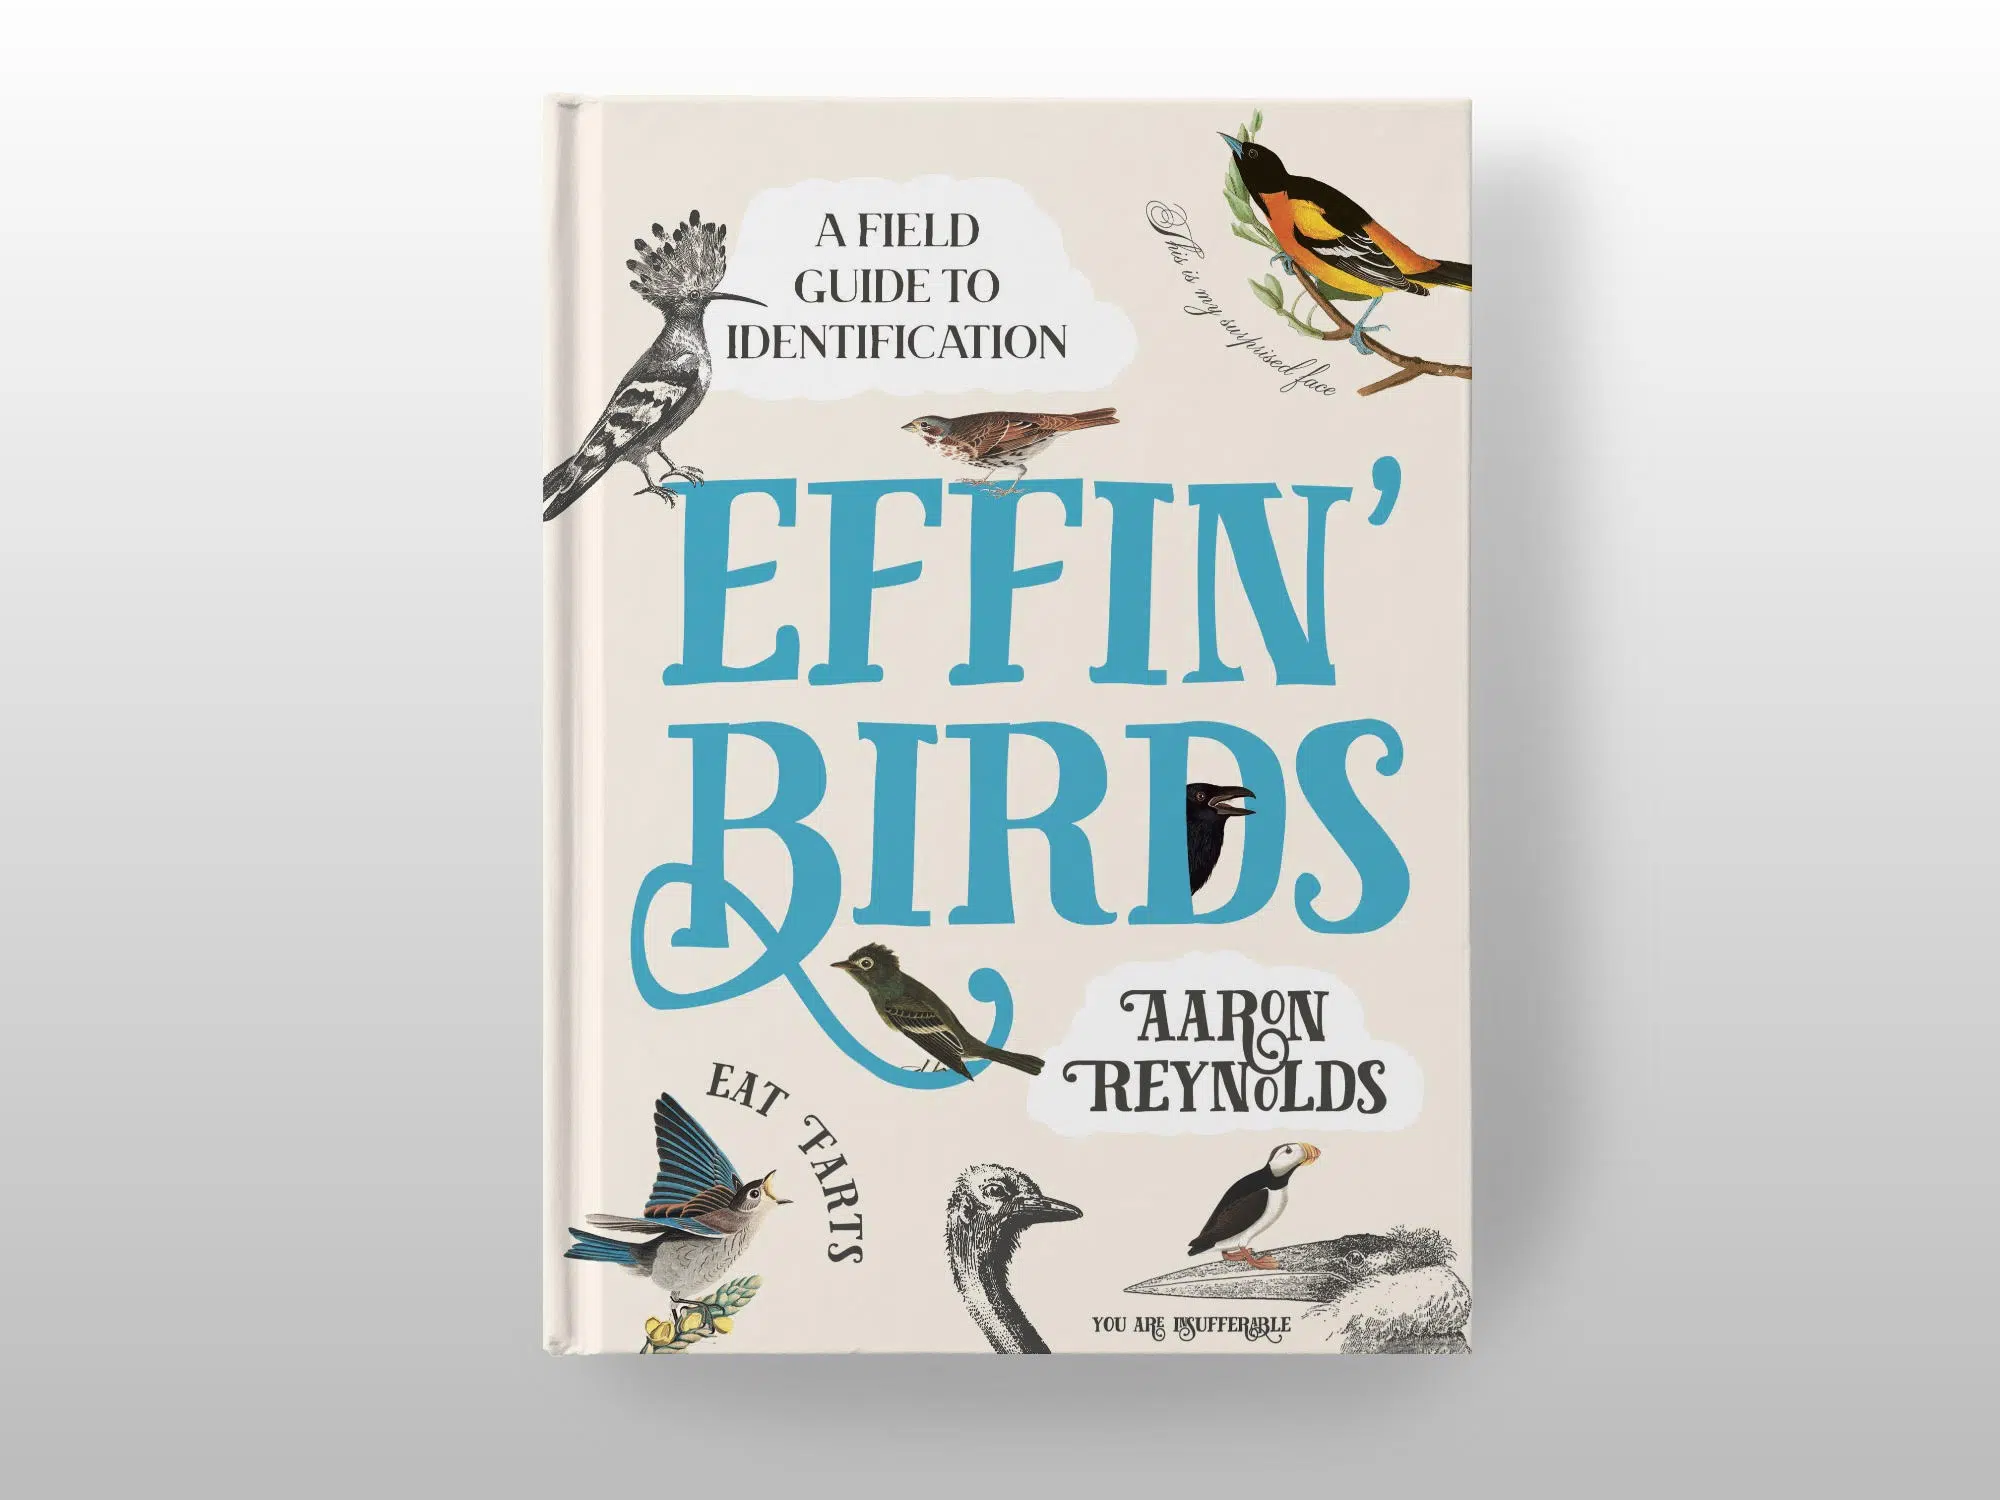 A FIELD
GUIDE TO
IDENTIFICATION
This is my surprised face
EFFIN’
BIRDS
AARON
REYNOLDS
EAT FARTS
YOU ARE INSUFFERABLE